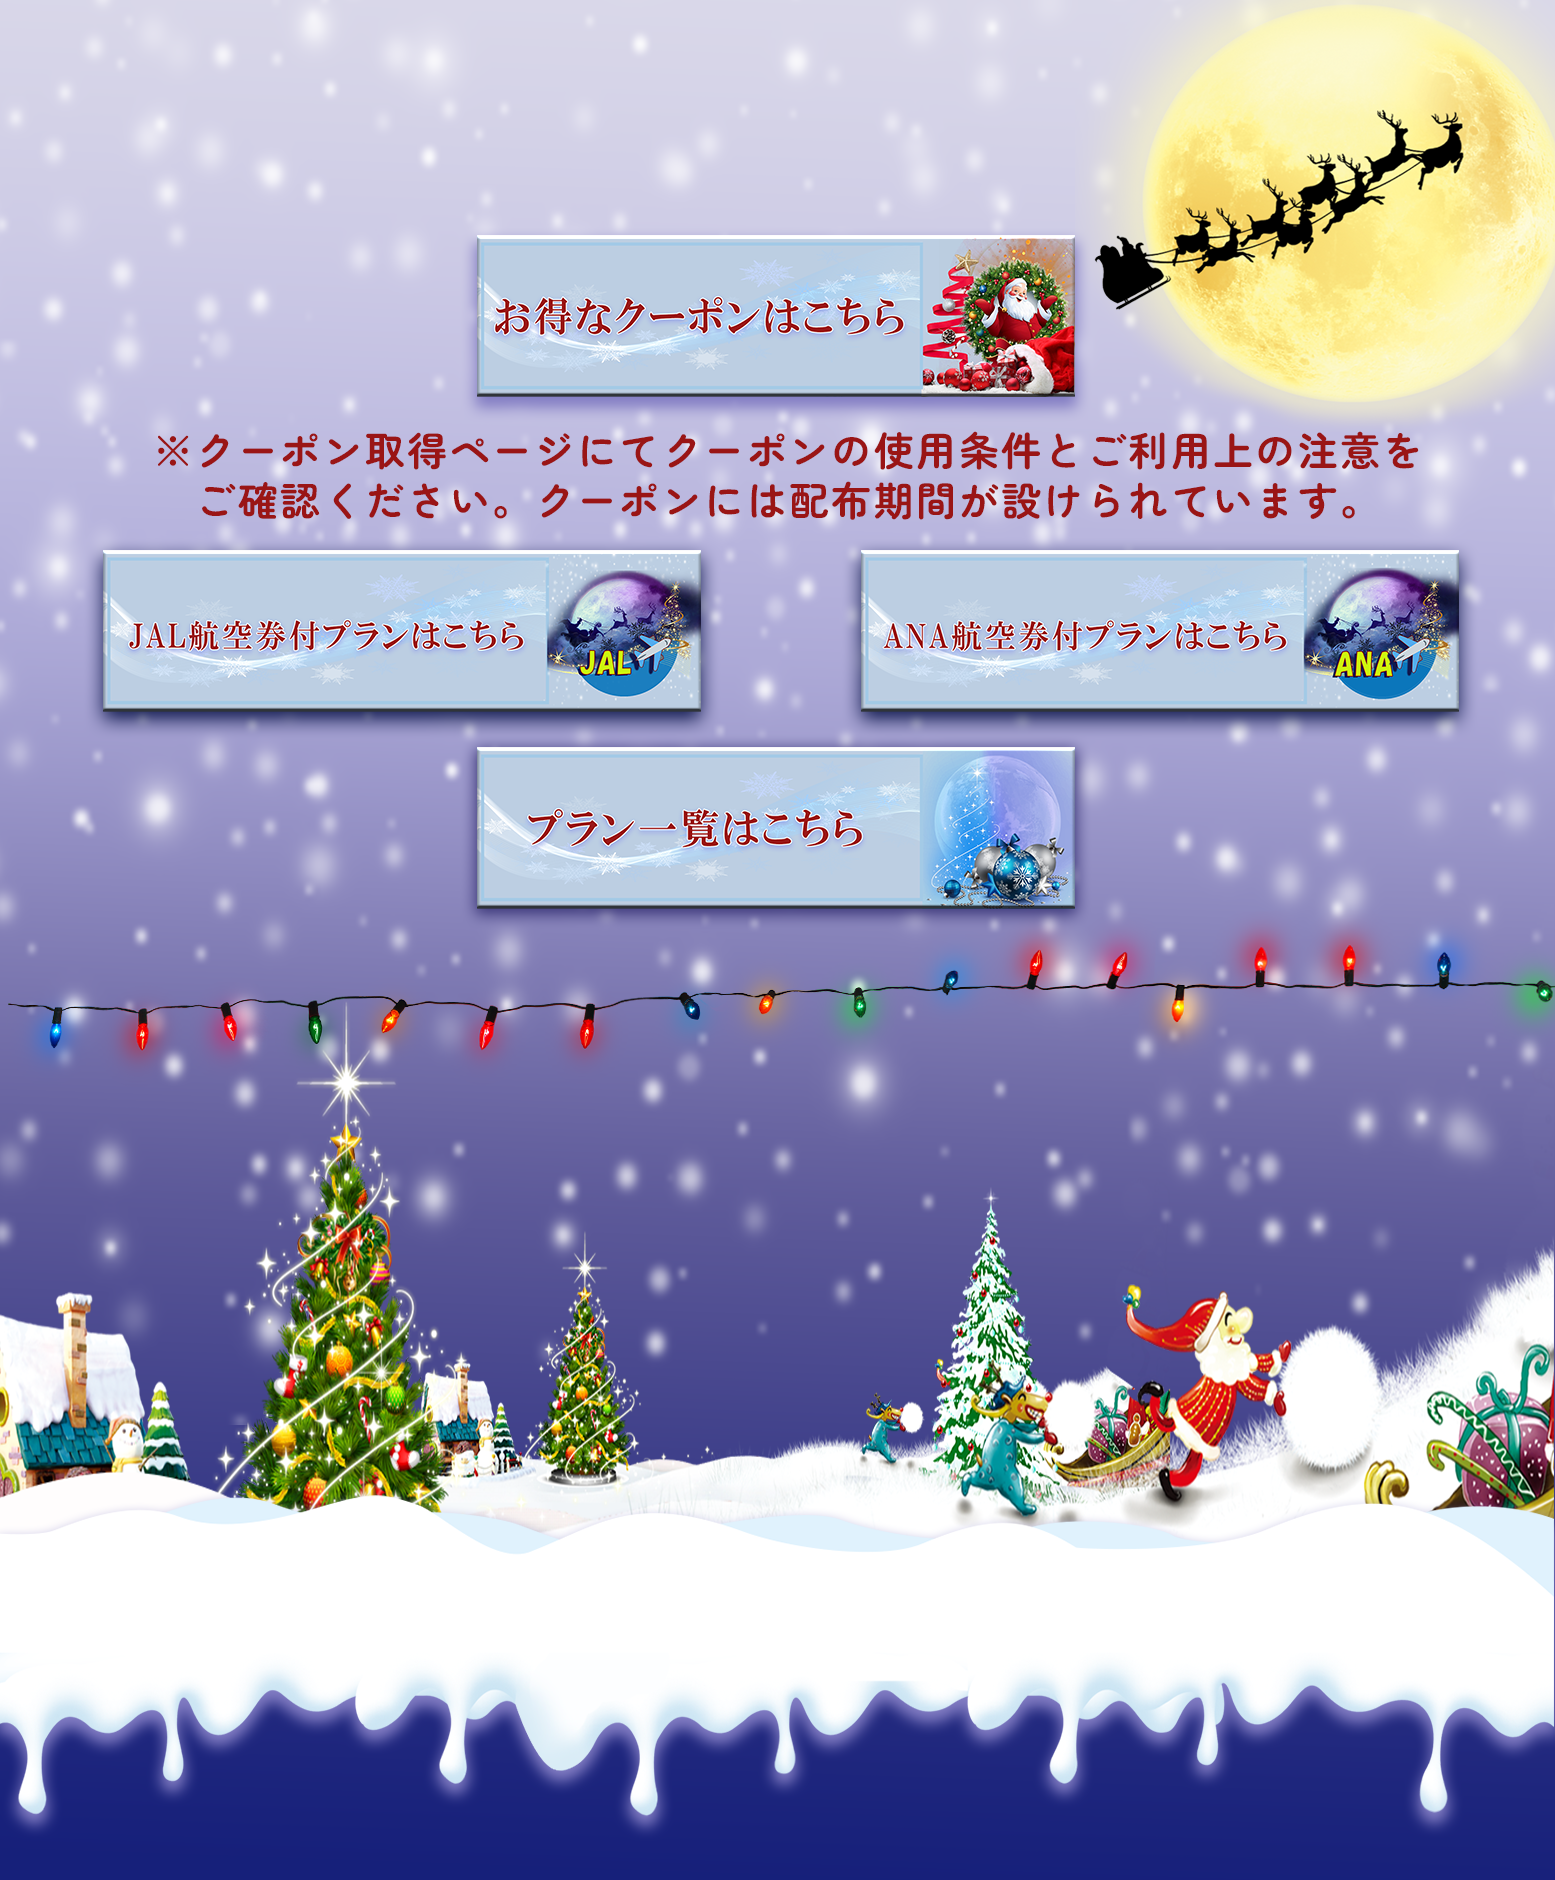 お得なクーポンはこちら
※クーポン取得ページにてクーポンの使用条件とご利用上の注意を
ご確認ください。クーポンには配布期間が設けられています。
JAL航空券付プランはこちら
JAL
ANA航空券付プランはこちら
ANA
プラン一覧はこちら